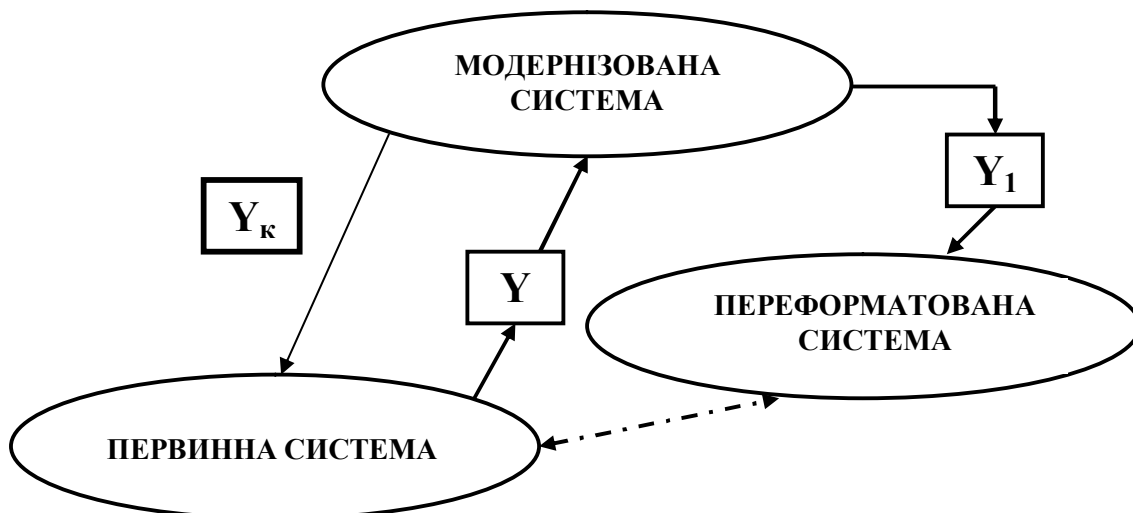 МОДЕРНІЗОВАНА
СИСТЕМА
Y₁
Yк
Y
ПЕРЕФОРМАТОВАНА
СИСТЕМА
ПЕРВИННА СИСТЕМА